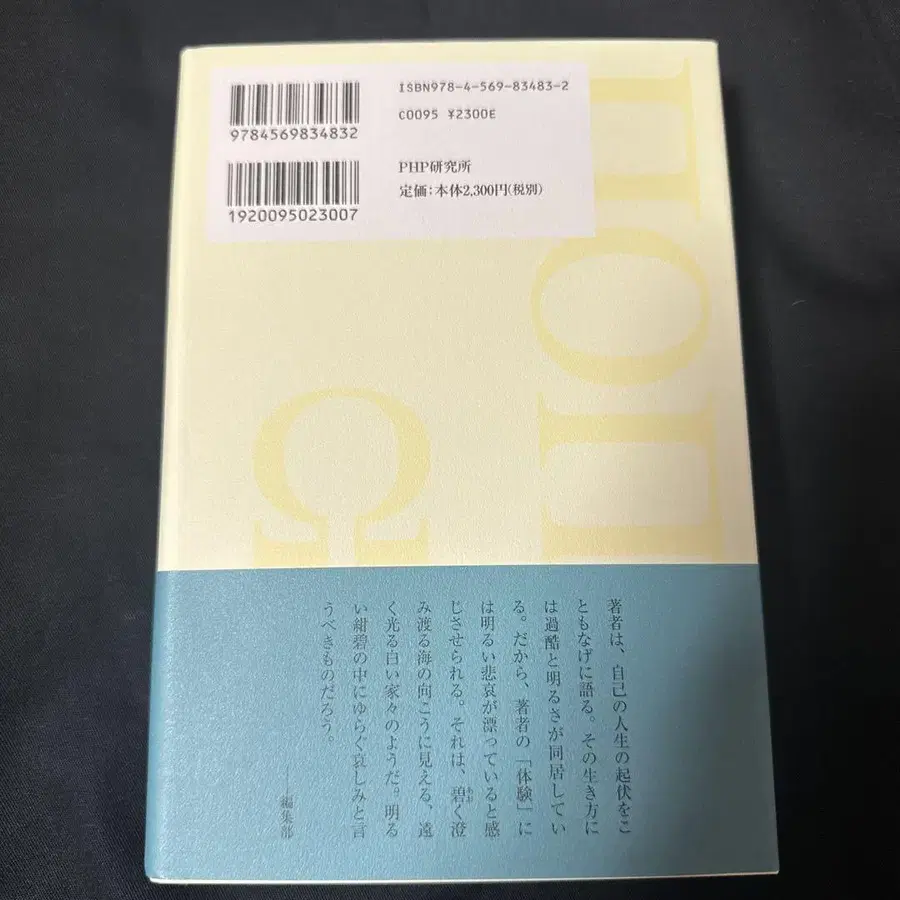 ISBN978-4-569-83483-2
C0095 ¥2300E
9784569834832
PHP研究所
定価:本体2,300円(税別)
1920095023007
著者は、自己の人生の起伏をこ
ともなげに語る。その生き方に
は過酷と明るさが同居してい
る。だから、著者の「体験」に
は明るい悲哀が漂っていると感
じさせられる。それは、碧く澄
あお
み渡る海の向こうに見える、遠
く光る白い家々のようだ。明る
い紺碧の中にゆらぐ哀しみと言
うべきものだろう。
——編集部